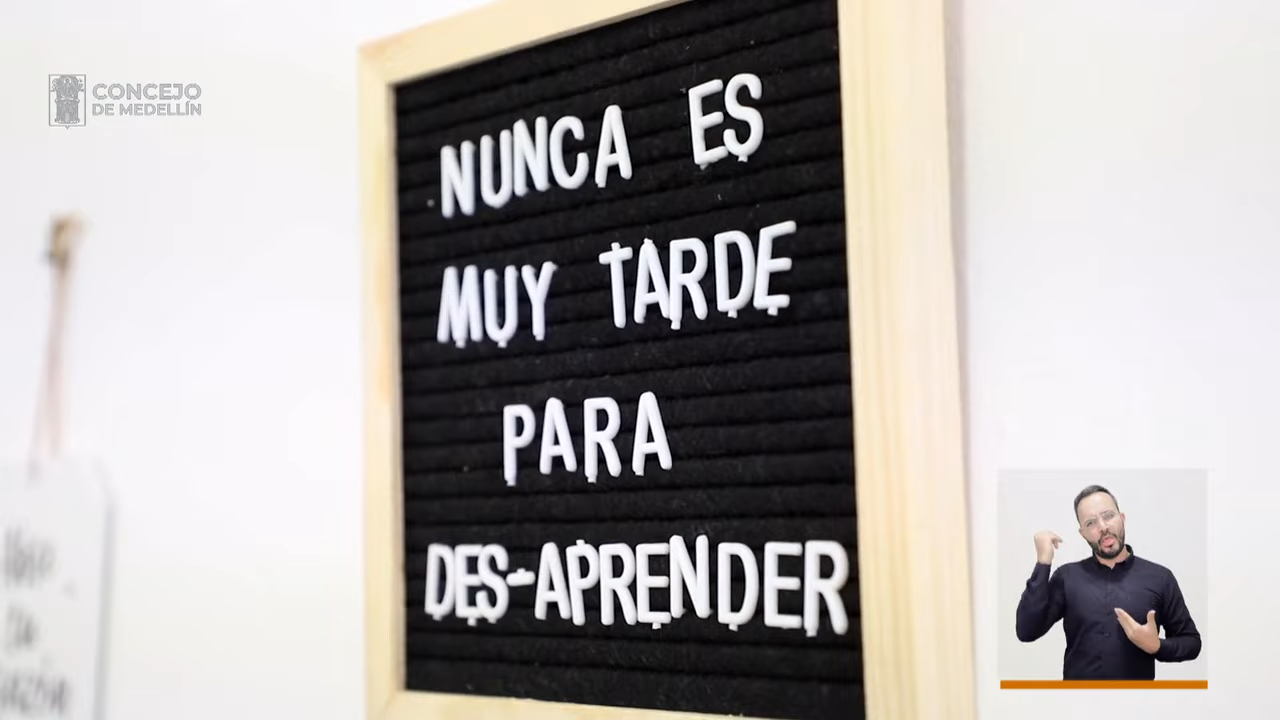 CONCEJO
DE MEDELLÍN
NUNCA ES
MUY TARDE
PARA
DES-APRENDER